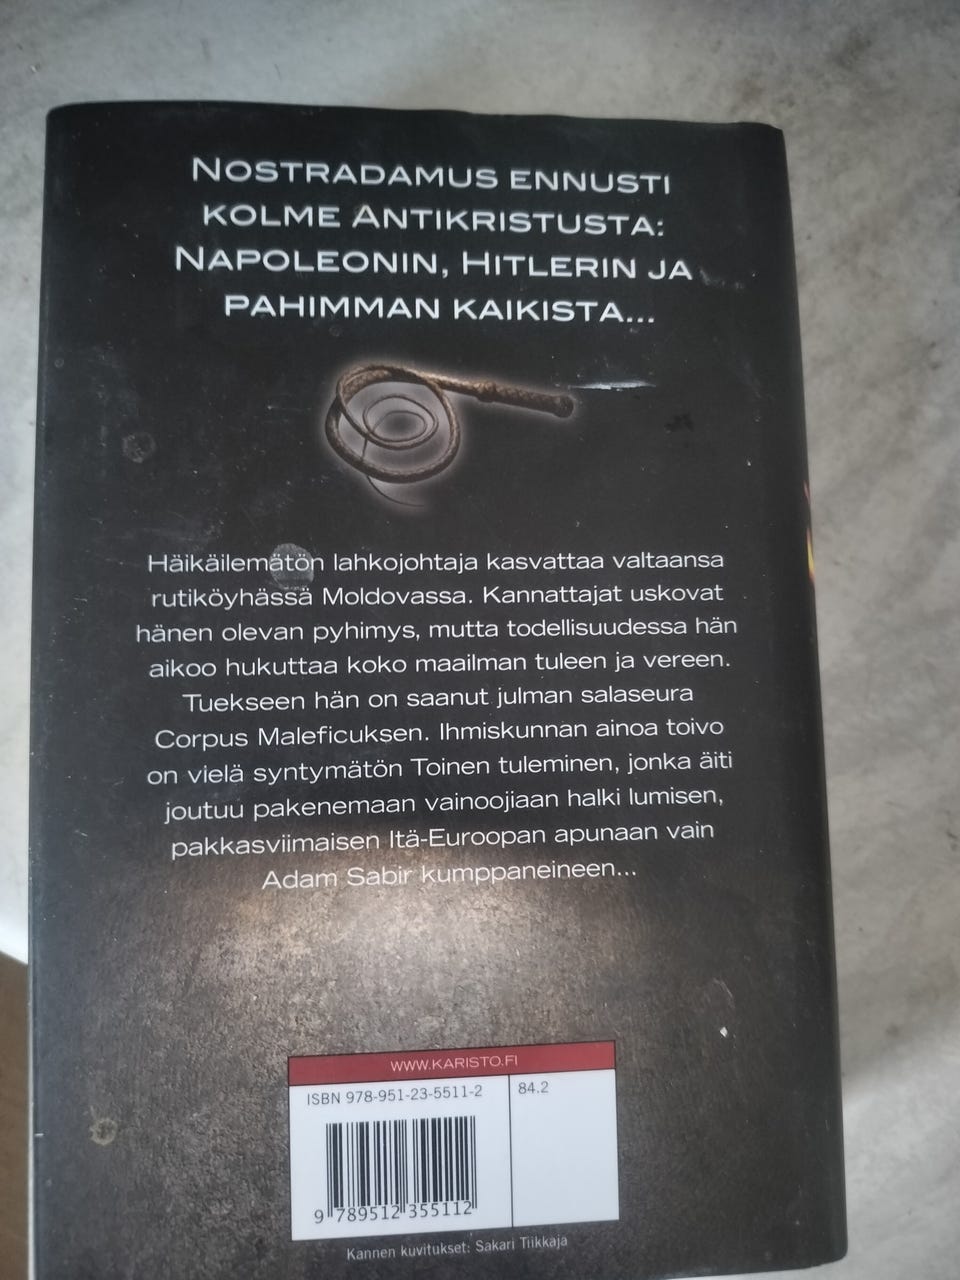 NOSTRADAMUS ENNUSTI
KOLME ANTIKRISTUSTA:
NAPOLEONIN, HITLERIN JA
PAHIMMAN KAIKISTA...
Häikäilemätön lahkojohtaja kasvattaa valtaansa
rutiköyhässä Moldovassa. Kannattajat uskovat
hänen olevan pyhimys, mutta todellisuudessa hän
aikoo hukuttaa koko maailman tuleen ja vereen.
Tuekseen hän on saanut julman salaseura
Corpus Maleficuksen. Ihmiskunnan ainoa toivo
on vielä syntymätön Toinen tuleminen, jonka äiti
joutuu pakenemaan vainoojiaan halki lumisen,
pakkasviimaisen Itä-Euroopan apunaan vain
Adam Sabir kumppaneineen...
WWW.KARISTO.FI
ISBN 978-951-23-5511-2
84.2
9 789512 355112
Kannen kuvitukset: Sakari Tiikkaja